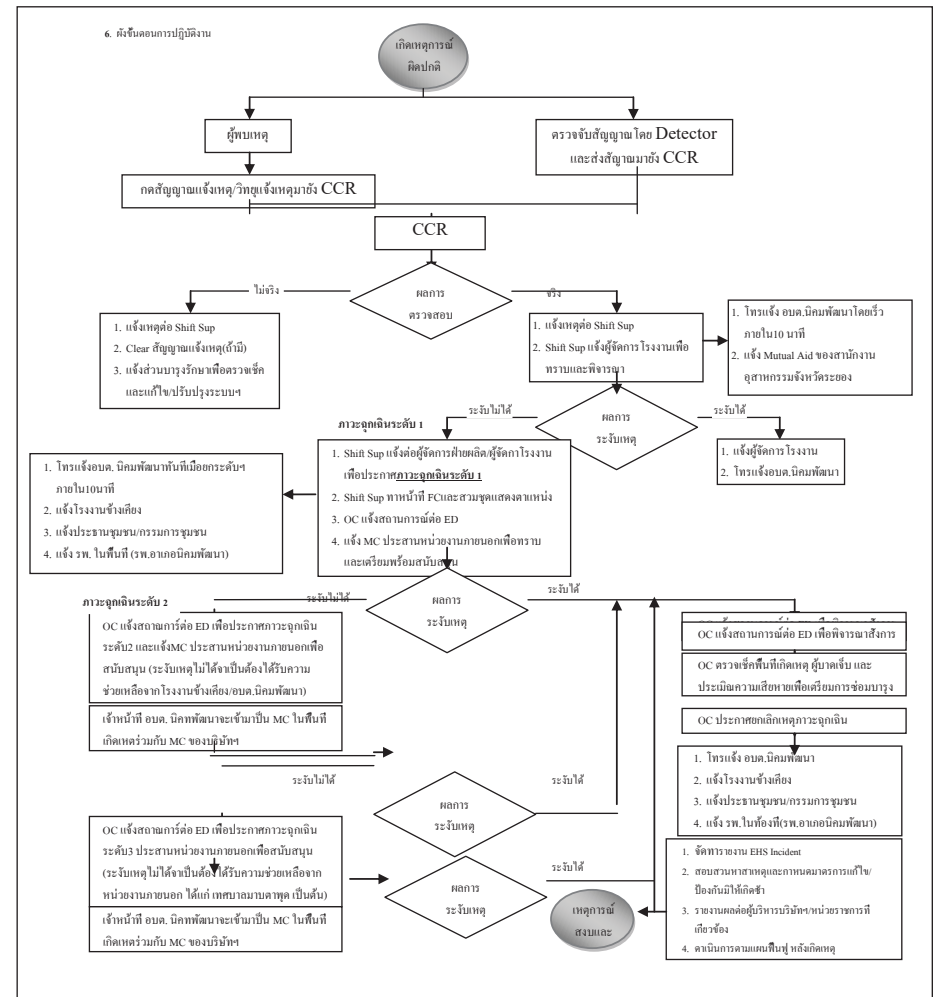 6. ผังขั้นตอนการปฏิบัติงาน
เกิดเหตุการณ์
ผิดปกติ
ผู้พบเหตุ
ตรวจจับสัญญาณโดย Detector
และส่งสัญาณมายัง CCR
กดสัญญาณแจ้งเหตุ/วิทยุแจ้งเหตุมายัง CCR
CCR
ผลการ
ตรวจสอบ
ไม่จริง
จริง
1. แจ้งเหตุต่อ Shift Sup
2. Clear สัญญาณแจ้งเหตุ(ถ้ามี)
3. แจ้งส่วนบารุงรักษาเพื่อตรวจเช็ค
และแก้ไข/ปรับปรุงระบบฯ
1. แจ้งเหตุต่อ Shift Sup
2. Shift Sup แจ้งผู้จัดการโรงงานเพื่อ
ทราบและพิจารณา
1. โทรแจ้ง อบต.นิคมพัฒนาโดยเร็ว
ภายใน10 นาที
2. แจ้ง Mutual Aid ของสานักงาน
อุสาหกรรมจังหวัดระยอง
ผลการ
ระงับเหตุ
ระงับไม่ได้
ระงับได้
1. แจ้งผู้จัดการโรงงาน
2. โทรแจ้งอบต.นิคมพัฒนา
ภาวะฉุกเฉินระดับ 1
1. Shift Sup แจ้งต่อผู้จัดการฝ่ายผลิต/ผู้จัดกาโรงงาน
เพื่อประกาศภาวะฉุกเฉินระดับ 1
2. Shift Sup ทาหน้าที่ FCและสวมชุดแสดงตาแหน่ง
3. OC แจ้งสถานการณ์ต่อ ED
4. แจ้ง MC ประสานหน่วยงานภายนอกเพื่อทราบ
และเตรียมพร้อมสนับสนุน
1. โทรแจ้งอบต. นิคมพัฒนาทันทีเมื่อยกระดับฯ
ภายใน10นาที
2. แจ้งโรงงานข้างเคียง
3. แจ้งประธานชุมชน/กรรมการชุมชน
4. แจ้ง รพ. ในพื้นที่ (รพ.อาเภอนิคมพัฒนา)
ผลการ
ระงับเหตุ
ระงับไม่ได้
ระงับได้
ภาวะฉุกเฉินระดับ 2
OC แจ้งสถาณการ์ต่อ ED เพื่อประกาศภาวะฉุกเฉิน
ระดับ2 และแจ้งMC ประสานหน่วยงานภายนอกเพื่อ
สนับสนุน (ระงับเหตุไม่ได้จาเป็นต้องได้รับความ
ช่วยเหลือจากโรงงานข้างเคียง/อบต.นิคมพัฒนา)
เจ้าหน้าที่ อบต. นิคทพัฒนาจะเข้ามาป็น MC ในพื้นที่
เกิดเหตุร่วมกับ MC ของบริษัทฯ
OC แจ้งสถานการณ์ต่อ ED เพื่อพิจารณาสั่งการ
OC ตรวจเช็คพื้นที่เกิดเหตุ ผู้บาดเจ็บ และ
ประเมิณความเสียหายเพื่อเตรียมการซ่อมบารุง
OC ประกาศยกเลิกเหตุภาวะฉุกเฉิน
1. โทรแจ้ง อบต.นิคมพัฒนา
2. แจ้งโรงงานข้างเคียง
3. แจ้งประธานชุมชน/กรรมการชุมชน
4. แจ้ง รพ.ในท้องที่(รพ.อาเภอนิคมพัฒนา)
ระงับไม่ได้
ระงับได้
ผลการ
ระงับเหตุ
OC แจ้งสถาณการ์ต่อ ED เพื่อประกาศภาวะฉุกเฉิน
ระดับ3 ประสานหน่วยงานภายนอกเพื่อสนับสนุน
(ระงับเหตุไม่ได้จาเป็นต้องได้รับความช่วยเหลือจาก
หน่วยงานภายนอก ได้แก่ เทศบาลมาบตาพุด เป็นต้น)
เจ้าหน้าที่ อบต. นิคทพัฒนาจะเข้ามาป็น MC ในพื้นที่
เกิดเหตุร่วมกับ MC ของบริษัทฯ
ผลการ
ระงับเหตุ
ระงับได้
เหตุการณ์
สงบและ
1. จัดทารายงาน EHS Incident
2. สอบสวนหาสาเหตุและกาหนดมาตรการแก้ไข/
ป้องกันมิให้เกิดซ้า
3. รายงานผลต่อผู้บริหารบริษัทฯ/หน่วยราชการที่
เกี่ยวข้อง
4. ดาเนินการตามแผนฟื้นฟู หลังเกิดเหตุ